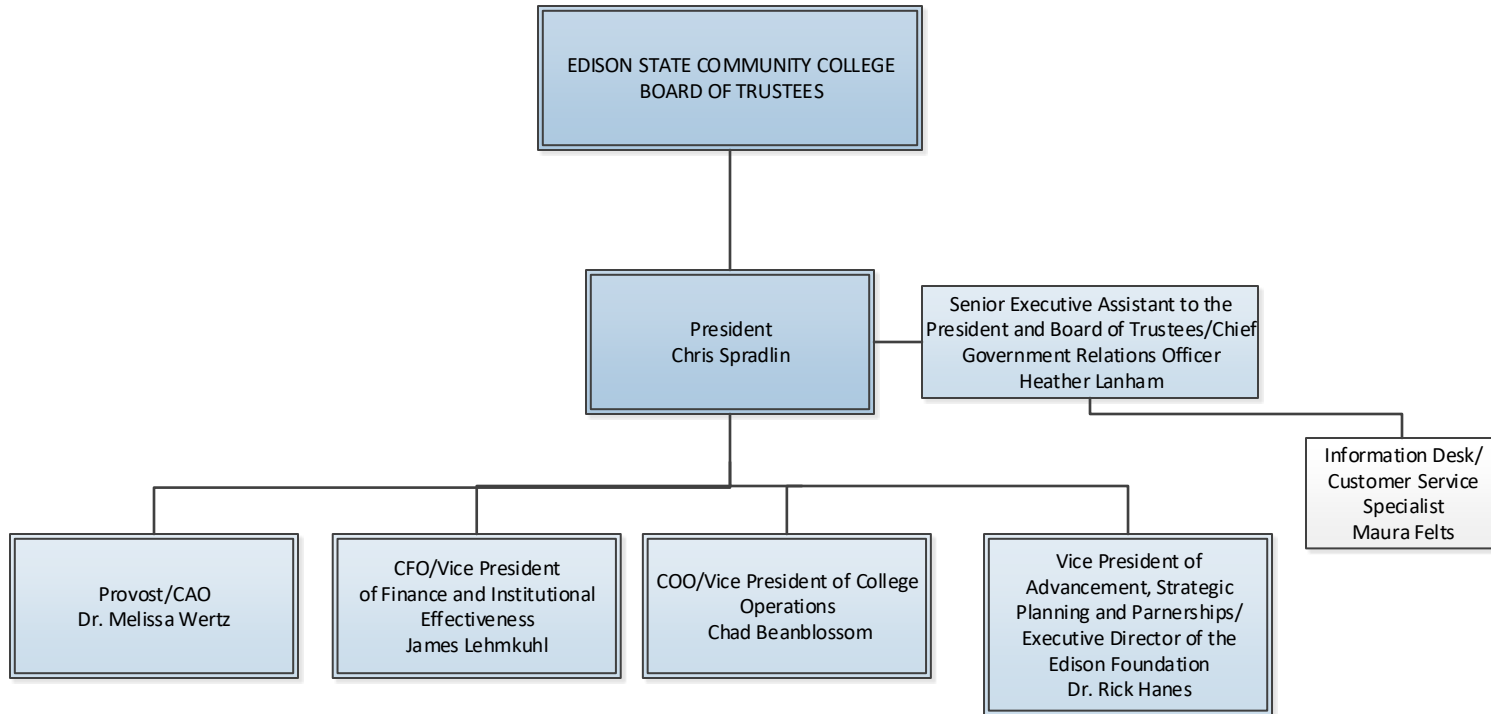 EDISON STATE COMMUNITY COLLEGE
BOARD OF TRUSTEES
President
Chris Spradlin
Senior Executive Assistant to the
President and Board of Trustees/Chief
Government Relations Officer
Heather Lanham
Information Desk/
Customer Service
Specialist
Maura Felts
Provost/CAO
Dr. Melissa Wertz
CFO/Vice President
of Finance and Institutional
Effectiveness
James Lehmkuhl
COO/Vice President of College
Operations
Chad Beanblossom
Vice President of
Advancement, Strategic
Planning and Parnerships/
Executive Director of the
Edison Foundation
Dr. Rick Hanes